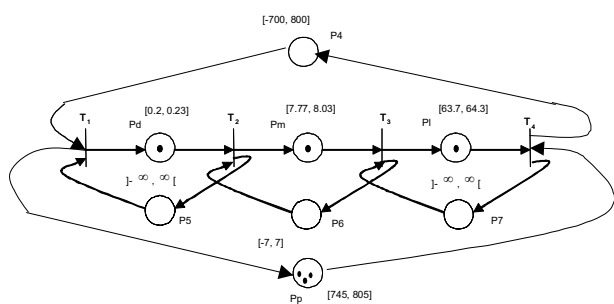 [-700, 800]
P4
[0.2, 0.23] [7.77, 8.03] [63.7, 64.3]
T1 Pd T2 Pm T3 Pl T4
]- ∞ , ∞ [ ]- ∞ , ∞ [
P5 P6 P7
[-7, 7]
[745, 805]
Pp